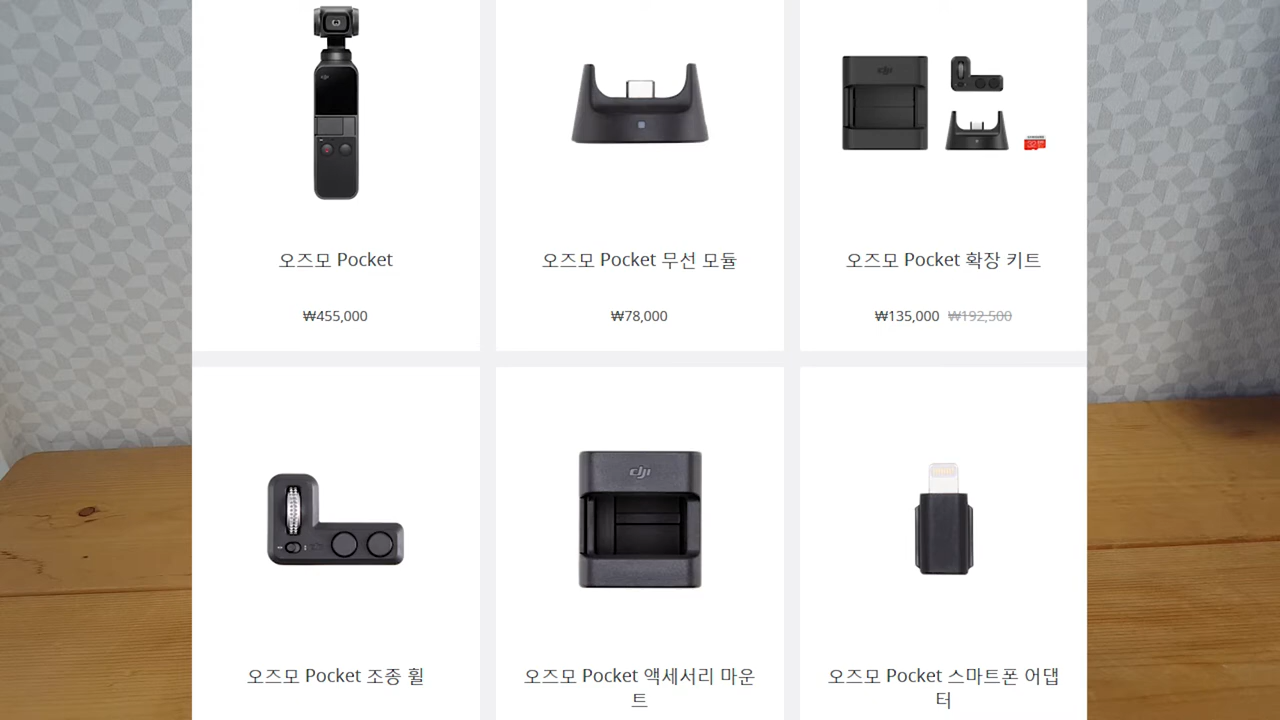 오즈모 Pocket
₩455,000
오즈모 Pocket 무선 모듈
₩78,000
오즈모 Pocket 확장 키트
₩135,000 ₩192,500
오즈모 Pocket 조종 휠
dji
오즈모 Pocket 액세서리 마운
트
오즈모 Pocket 스마트폰 어댑
터